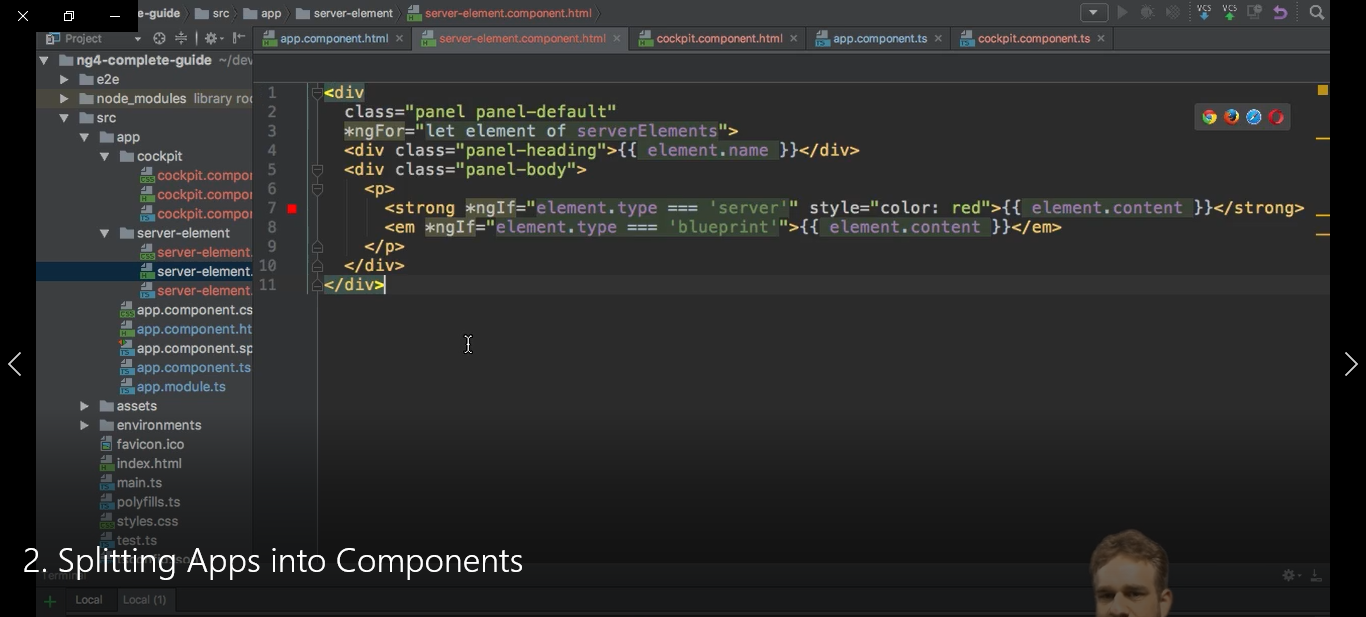 e-guide src app server-element server-element.component.html
Project
app.component.html server-element.component.html cockpit.component.html app.component.ts cockpit.component.ts
ng4-complete-guide ~/dev
e2e
node_modules library roo
src
app
cockpit
cockpit.compon
cockpit.compon
cockpit.compon
server-element
server-element.
server-element.
server-element.
app.component.cs
app.component.ht
app.component.sp
app.component.ts
app.module.ts
assets
environments
favicon.ico
index.html
main.ts
polyfills.ts
styles.css
test.ts
1 <div
2 class="panel panel-default"
3 *ngFor="let element of serverElements">
4 <div class="panel-heading">{{ element.name }}</div>
5 <div class="panel-body">
6 <p>
7 <strong *ngIf="element.type === 'server'" style="color: red">{{ element.content }}</strong>
8 <em *ngIf="element.type === 'blueprint'">{{ element.content }}</em>
9 </p>
10 </div>
11 </div>
VCS VCS
2. Splitting Apps into Components
Terminal
Local Local (1)